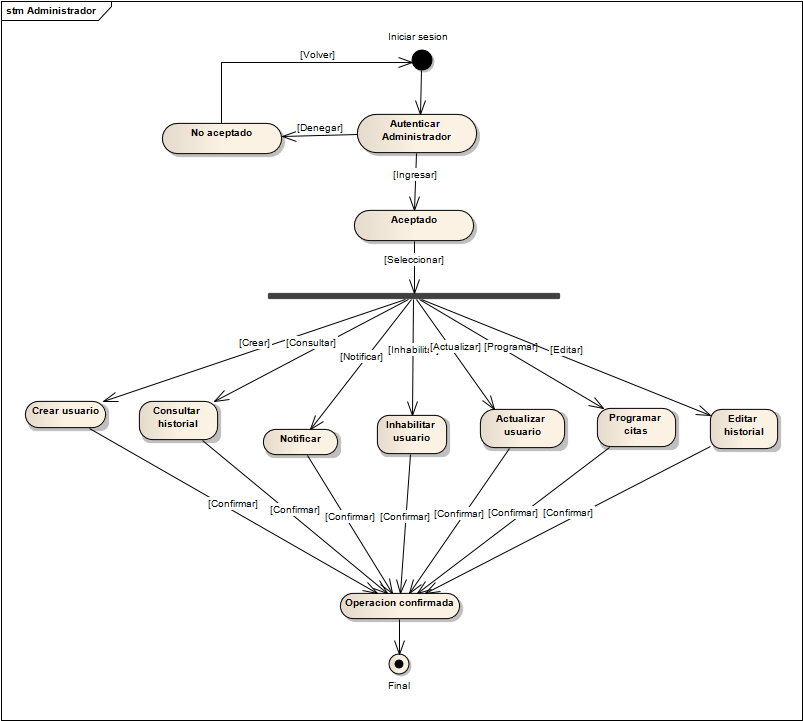 stm Administrador
Iniciar sesion
[Volver]
Autenticar
Administrador
[Denegar]
No aceptado
[Ingresar]
Aceptado
[Seleccionar]
[Crear]
[Consultar]
[Notificar]
[Inhabilit
[Actualizar]
[Programar]
[Editar]
Crear usuario
Consultar
historial
Notificar
Inhabilitar
usuario
Actualizar
usuario
Programar
citas
Editar
historial
[Confirmar]
[Confirmar]
[Confirmar]
[Confirmar]
[Confirmar]
[Confirmar]
[Confirmar]
Operacion confirmada
Final